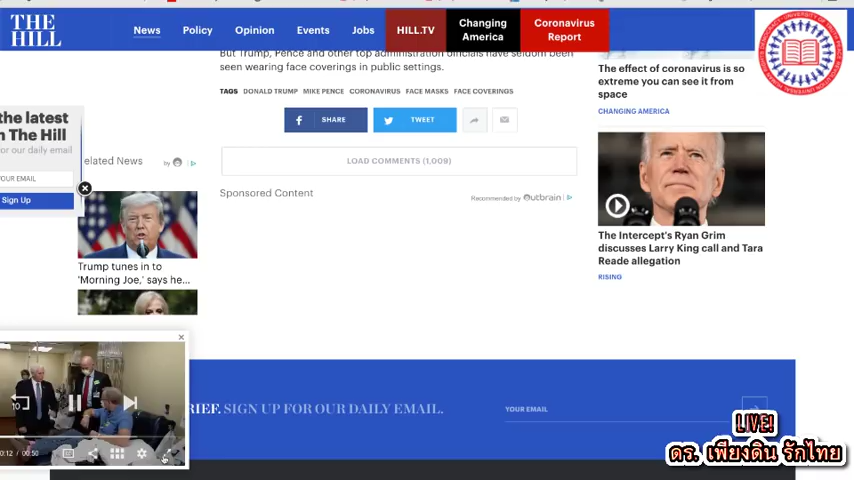 THE
HILL
News
Policy
Opinion
Events
Jobs
HILL.TV
Changing
America
Coronavirus
Report
But Trump, Pence and other top administration officials have seldom been
seen wearing face coverings in public settings.
TAGS DONALD TRUMP MIKE PENCE CORONAVIRUS FACE MASKS FACE COVERINGS
SHARE
TWEET
LOAD COMMENTS (1,009)
Sponsored Content
Recommended by Outbrain
the latest
The Hill
or our daily email
YOUR EMAIL
Sign Up
elated News
by
Trump tunes in to
'Morning Joe,' says he...
The effect of coronavirus is so
extreme you can see it from
space
CHANGING AMERICA
The Intercept's Ryan Grim
discusses Larry King call and Tara
Reade allegation
RISING
10
0:12 / 00:50
RIEF. SIGN UP FOR OUR DAILY EMAIL.
YOUR EMAIL
LIVE!
ดร. เพียงดิน รักไทย